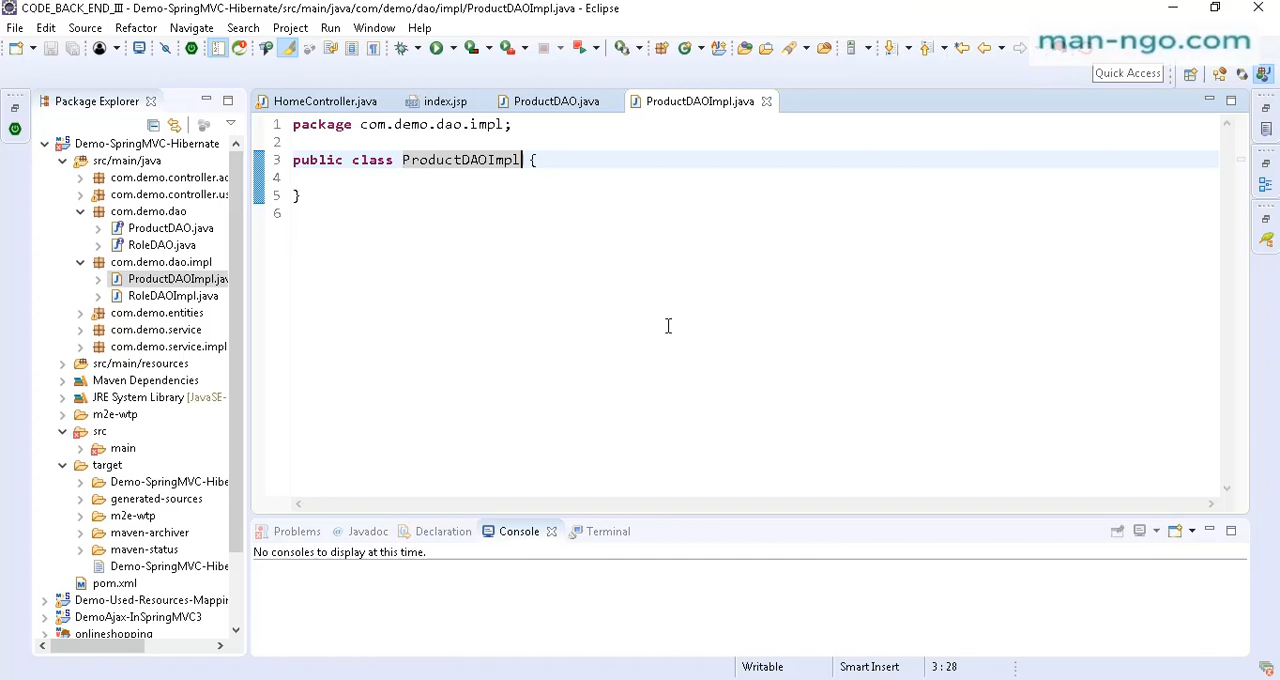 CODE_BACK_END_III - Demo-SpringMVC-Hibernate/src/main/java/com/demo/dao/impl/ProductDAOImpl.java - Eclipse
File Edit Source Refactor Navigate Search Project Run Window Help
man-ngo.com
Quick Access
Package Explorer
HomeController.java
index.jsp
ProductDAO.java
ProductDAOImpl.java
Demo-SpringMVC-Hibernate
src/main/java
com.demo.controller.ac
com.demo.controller.us
com.demo.dao
ProductDAO.java
RoleDAO.java
com.demo.dao.impl
ProductDAOImpl.jav
RoleDAOImpl.java
com.demo.entities
com.demo.service
com.demo.service.impl
src/main/resources
Maven Dependencies
JRE System Library [JavaSE-
m2e-wtp
src
main
target
Demo-SpringMVC-Hibe
generated-sources
m2e-wtp
maven-archiver
maven-status
Demo-SpringMVC-Hibe
pom.xml
Demo-Used-Resources-Mappi
DemoAjax-InSpringMVC3
onlineshopping
1 package com.demo.dao.impl;
2
3 public class ProductDAOImpl {
4
5 }
6
Problems @ Javadoc Declaration Console Terminal
No consoles to display at this time.
Writable Smart Insert 3 : 28